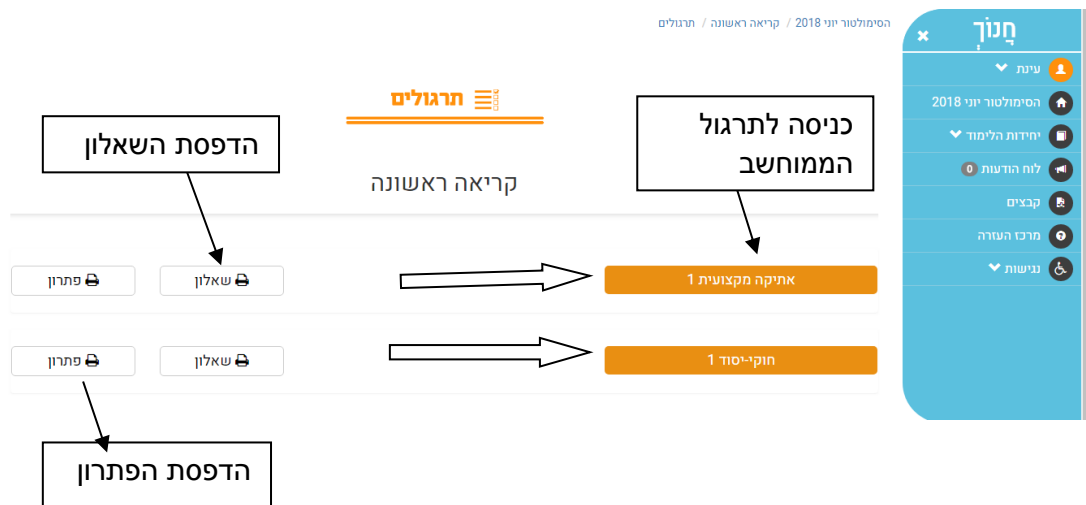 הסימולטור יוני 2018 / קריאה ראשונה / תרגולים
חֲנוֹךְ
עינת
הסימולטור יוני 2018
יחידות הלימוד
לוח הודעות 0
קבצים
מרכז העזרה
נגישות
תרגולים
קריאה ראשונה
כניסה לתרגול
הממוחשב
הדפסת השאלון
אתיקה מקצועית 1
שאלון
פתרון
חוקי-יסוד 1
שאלון
פתרון
הדפסת הפתרון